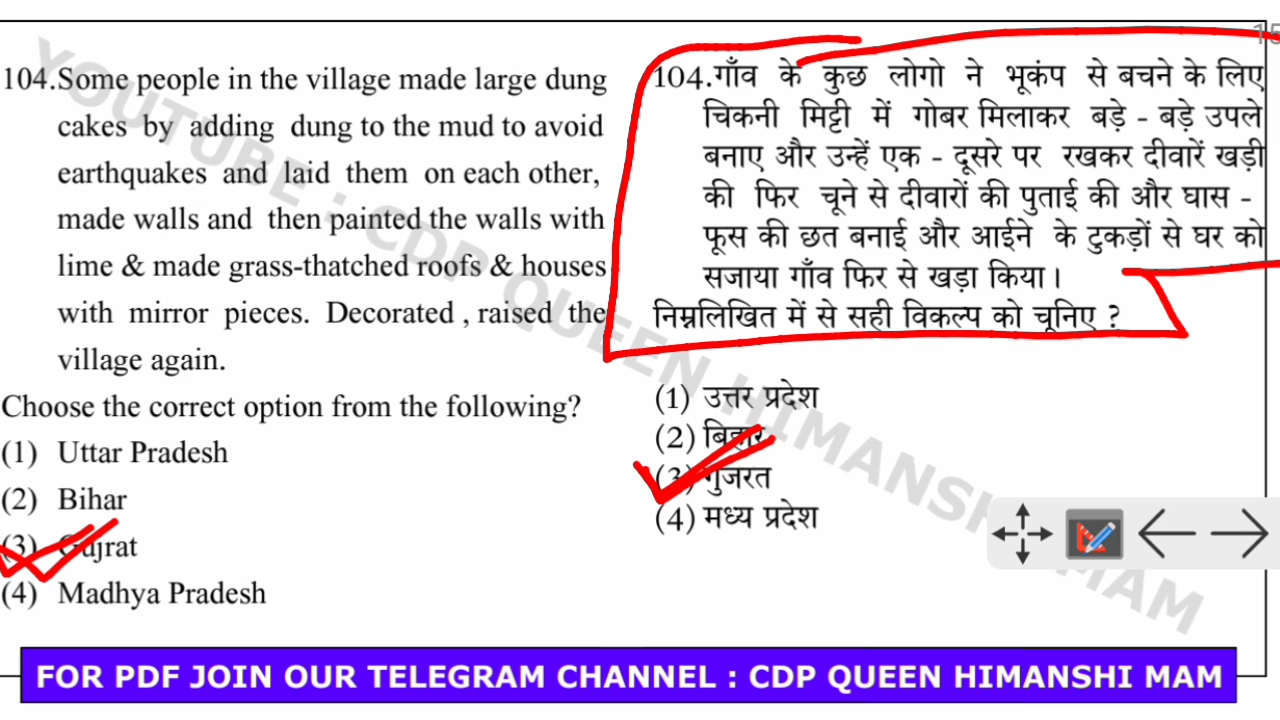 15
104.Some people in the village made large dung
cakes by adding dung to the mud to avoid
earthquakes and laid them on each other,
made walls and then painted the walls with
lime & made grass-thatched roofs & houses
with mirror pieces. Decorated , raised the
village again.
Choose the correct option from the following?
(1) Uttar Pradesh
(2) Bihar
(3) Gujrat
(4) Madhya Pradesh
104.गाँव के कुछ लोगो ने भूकंप से बचने के लिए
चिकनी मिट्टी में गोबर मिलाकर बड़े - बड़े उपले
बनाए और उन्हें एक - दूसरे पर रखकर दीवारें खड़ी
की फिर चूने से दीवारों की पुताई की और घास -
फूस की छत बनाई और आईने के टुकड़ों से घर को
सजाया गाँव फिर से खड़ा किया।
निम्नलिखित में से सही विकल्प को चूनिए ?
(1) उत्तर प्रदेश
(2) बिहार
(3) गुजरत
(4) मध्य प्रदेश
YOUTUBE : CDP QUEEN HIMANSHI MAM
FOR PDF JOIN OUR TELEGRAM CHANNEL : CDP QUEEN HIMANSHI MAM